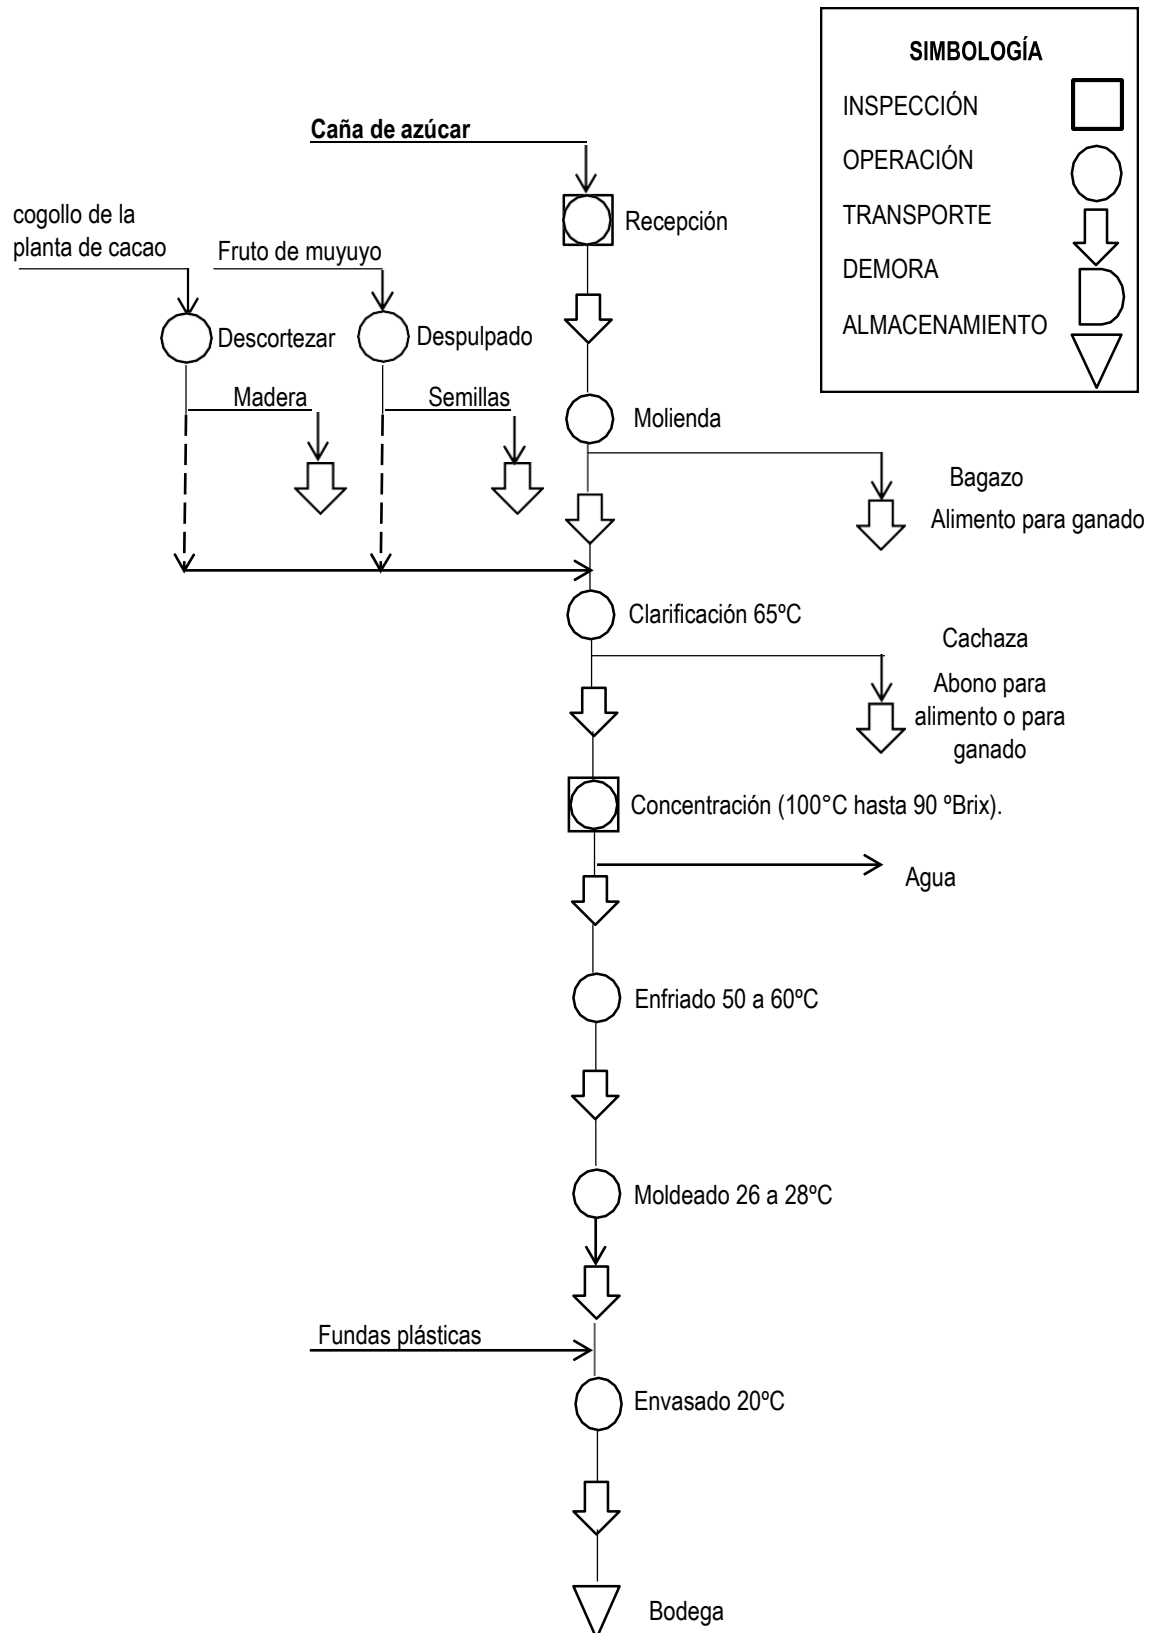 SIMBOLOGÍA
INSPECCIÓN
OPERACIÓN
TRANSPORTE
DEMORA
ALMACENAMIENTO
Caña de azúcar
Recepción
cogollo de la
planta de cacao
Fruto de muyuyo
Descortezar
Despulpado
Madera
Semillas
Molienda
Bagazo
Alimento para ganado
Clarificación 65ºC
Cachaza
Abono para
alimento o para
ganado
Concentración (100°C hasta 90 ºBrix).
Agua
Enfriado 50 a 60ºC
Moldeado 26 a 28ºC
Fundas plásticas
Envasado 20ºC
Bodega